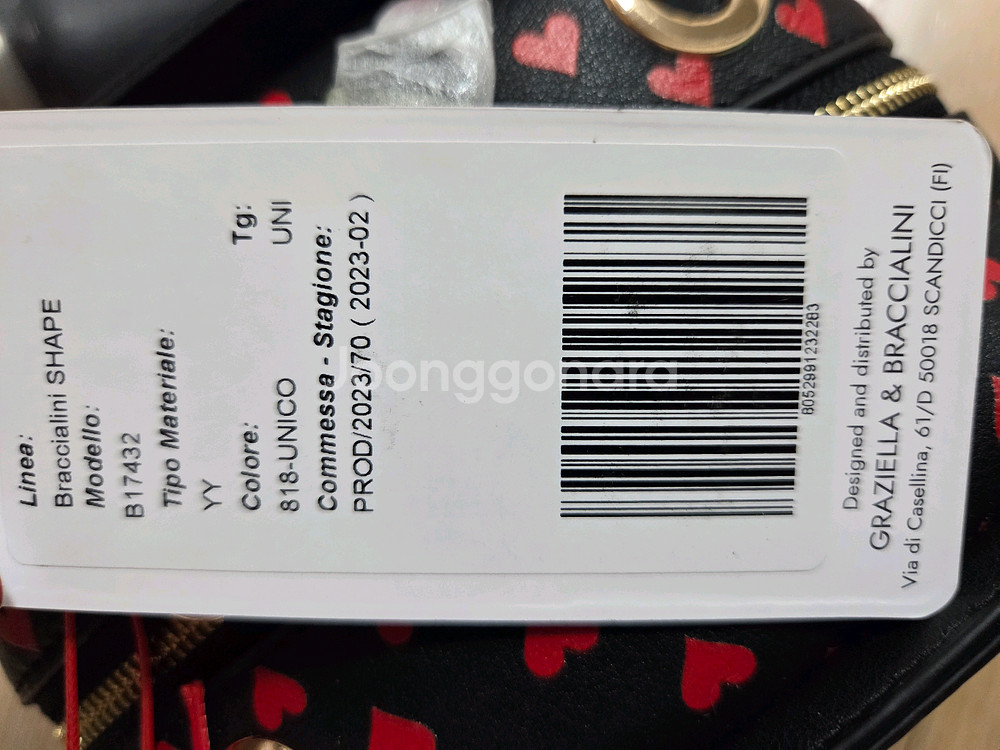 Linea:
Braccialini SHAPE
Modello:
B17432
Tipo Materiale:
YY
Colore: Tg:
818-UNICO UNI
Commessa - Stagione:
PROD/2023/70 ( 2023-02 )
8052991232283
Designed and distributed by
GRAZIELLA & BRACCIALINI
Via di Casellina, 61/D 50018 SCANDICCI (FI)
Joonggonara